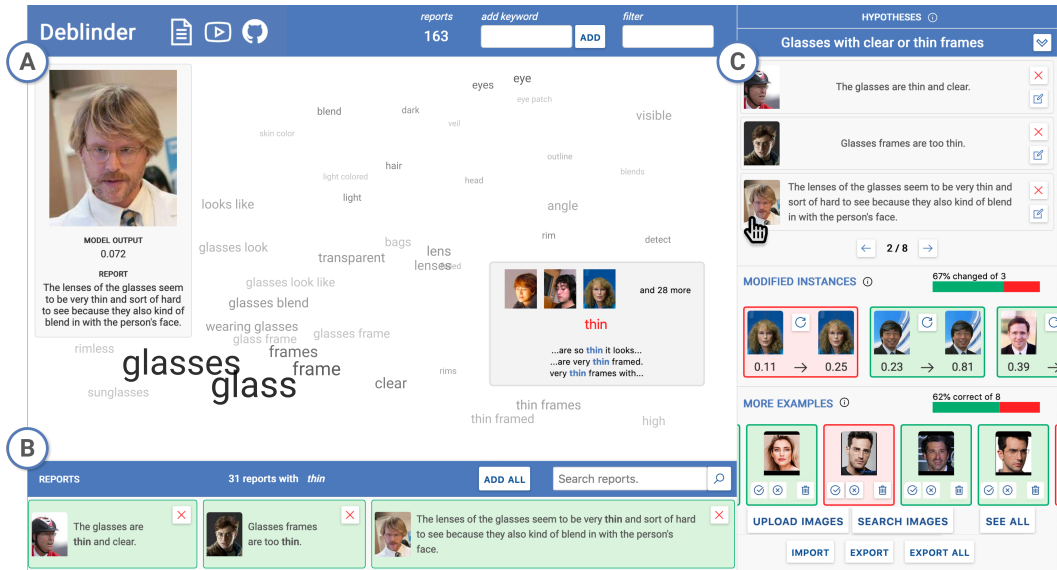 Deblinder
reports
163
add keyword
ADD
filter
A
MODEL OUTPUT
0.072
REPORT
The lenses of the glasses seem
to be very thin and sort of hard
to see because they also kind of
blend in with the person's face.
eyes
eye
eye patch
blend
dark
veil
visible
skin color
outline
hair
light colored
head
blends
looks like
light
angle
glasses look
bags
rim
detect
transparent
lens
lenses
glasses look like
glasses blend
wearing glasses
glass frame
glasses frame
rimless
glasses
frames
frame
glass
clear
rims
sunglasses
thin frames
thin framed
high
and 28 more
thin
...are so thin it looks...
...are very thin framed.
very thin frames with...
B
REPORTS
31 reports with thin
ADD ALL
Search reports.
The glasses are
thin and clear.
Glasses frames
are too thin.
The lenses of the glasses seem to be very thin and sort of hard
to see because they also kind of blend in with the person's
face.
C
HYPOTHESES
Glasses with clear or thin frames
The glasses are thin and clear.
Glasses frames are too thin.
The lenses of the glasses seem to be very thin and
sort of hard to see because they also kind of blend
in with the person's face.
← 2 / 8 →
MODIFIED INSTANCES
67% changed of 3
0.11 → 0.25
0.23 → 0.81
0.39 →
MORE EXAMPLES
62% correct of 8
UPLOAD IMAGES
SEARCH IMAGES
SEE ALL
IMPORT
EXPORT
EXPORT ALL